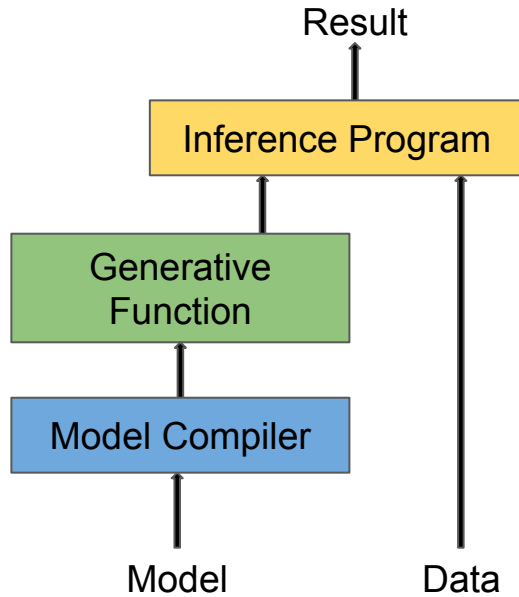 Result
Inference Program
Generative
Function
Model Compiler
Model
Data